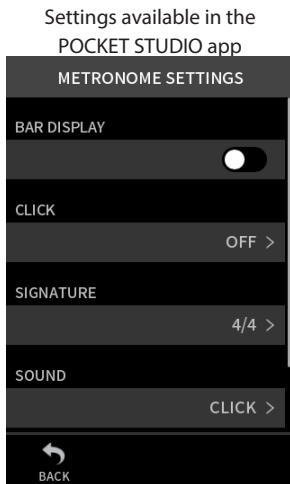 Settings available in the
POCKET STUDIO app
METRONOME SETTINGS
BAR DISPLAY
CLICK
OFF >
SIGNATURE
4/4 >
SOUND
CLICK >
BACK